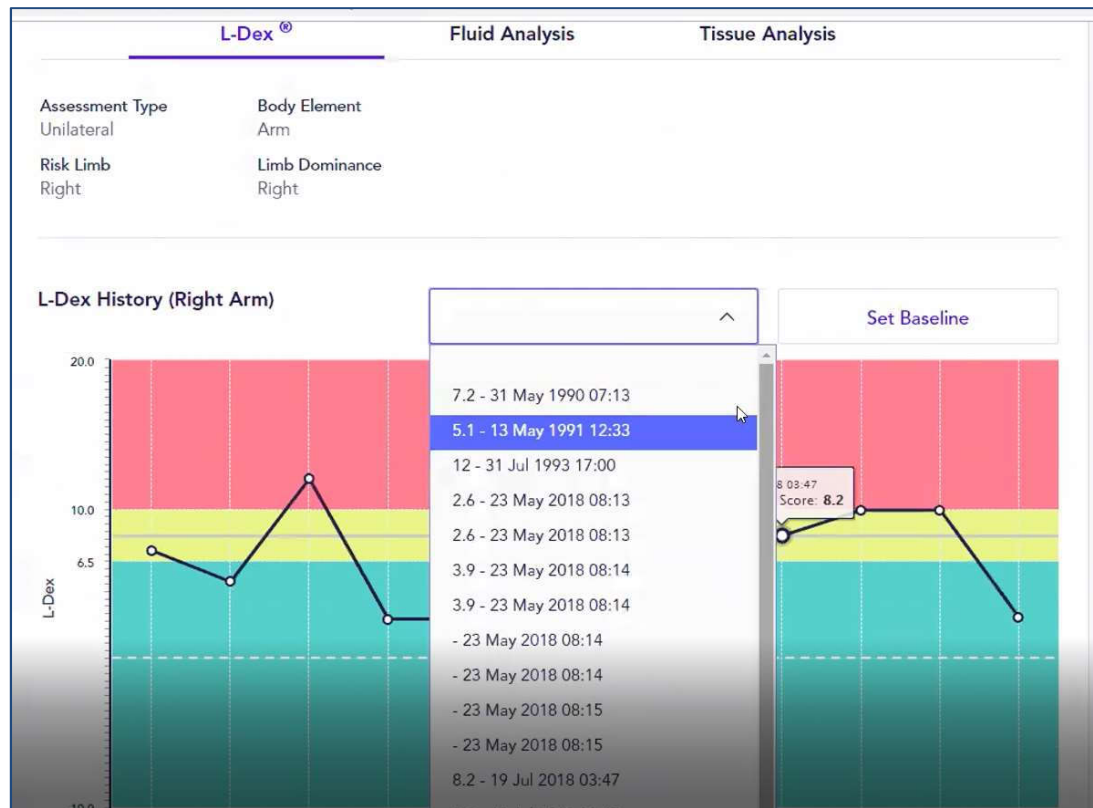 L-Dex ® Fluid Analysis Tissue Analysis
Assessment Type Body Element
Unilateral Arm
Risk Limb Limb Dominance
Right Right
L-Dex History (Right Arm)
Set Baseline
20.0
7.2 - 31 May 1990 07:13
5.1 - 13 May 1991 12:33
12 - 31 Jul 1993 17:00
8 03:47
Score: 8.2
10.0
2.6 - 23 May 2018 08:13
2.6 - 23 May 2018 08:13
6.5
3.9 - 23 May 2018 08:14
L-Dex
3.9 - 23 May 2018 08:14
- 23 May 2018 08:14
- 23 May 2018 08:14
- 23 May 2018 08:15
- 23 May 2018 08:15
8.2 - 19 Jul 2018 03:47